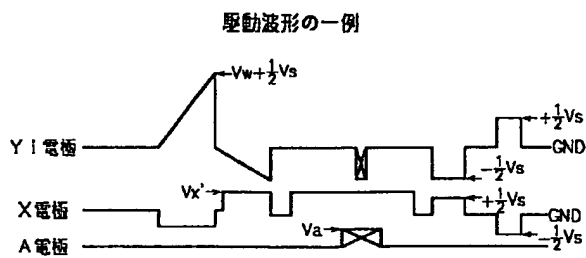 駆動波形の一例
Vw+1/2Vs
+1/2Vs
Y1電極
GND
-1/2Vs
Vx'
+1/2Vs
X電極
GND
Va
-1/2Vs
A電極